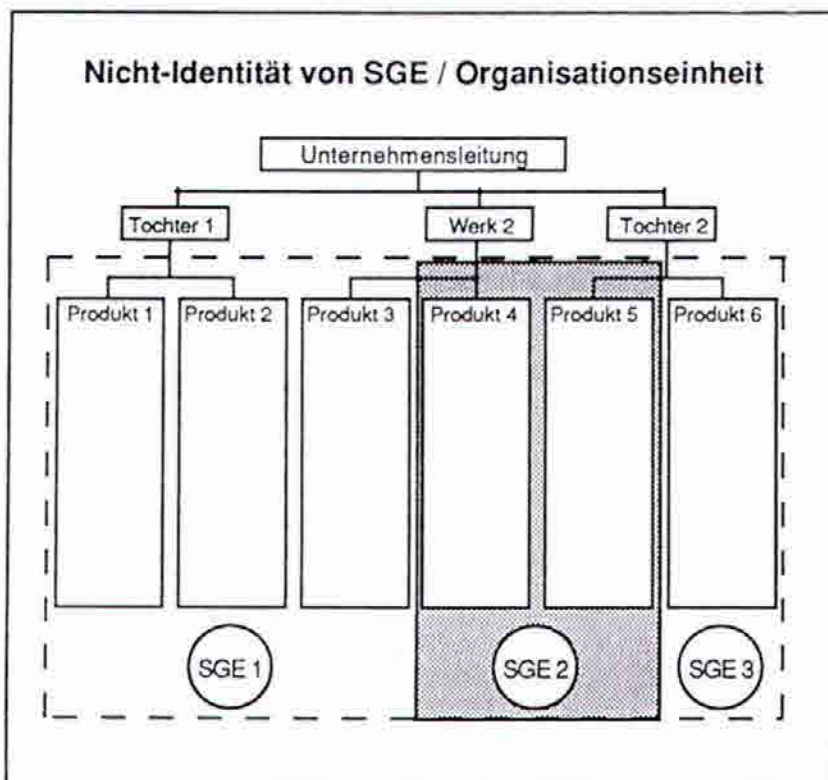 Nicht-Identität von SGE / Organisationseinheit
Unternehmensleitung
Tochter 1 Werk 2 Tochter 2
Produkt 1 Produkt 2 Produkt 3 Produkt 4 Produkt 5 Produkt 6
SGE 1 SGE 2 SGE 3